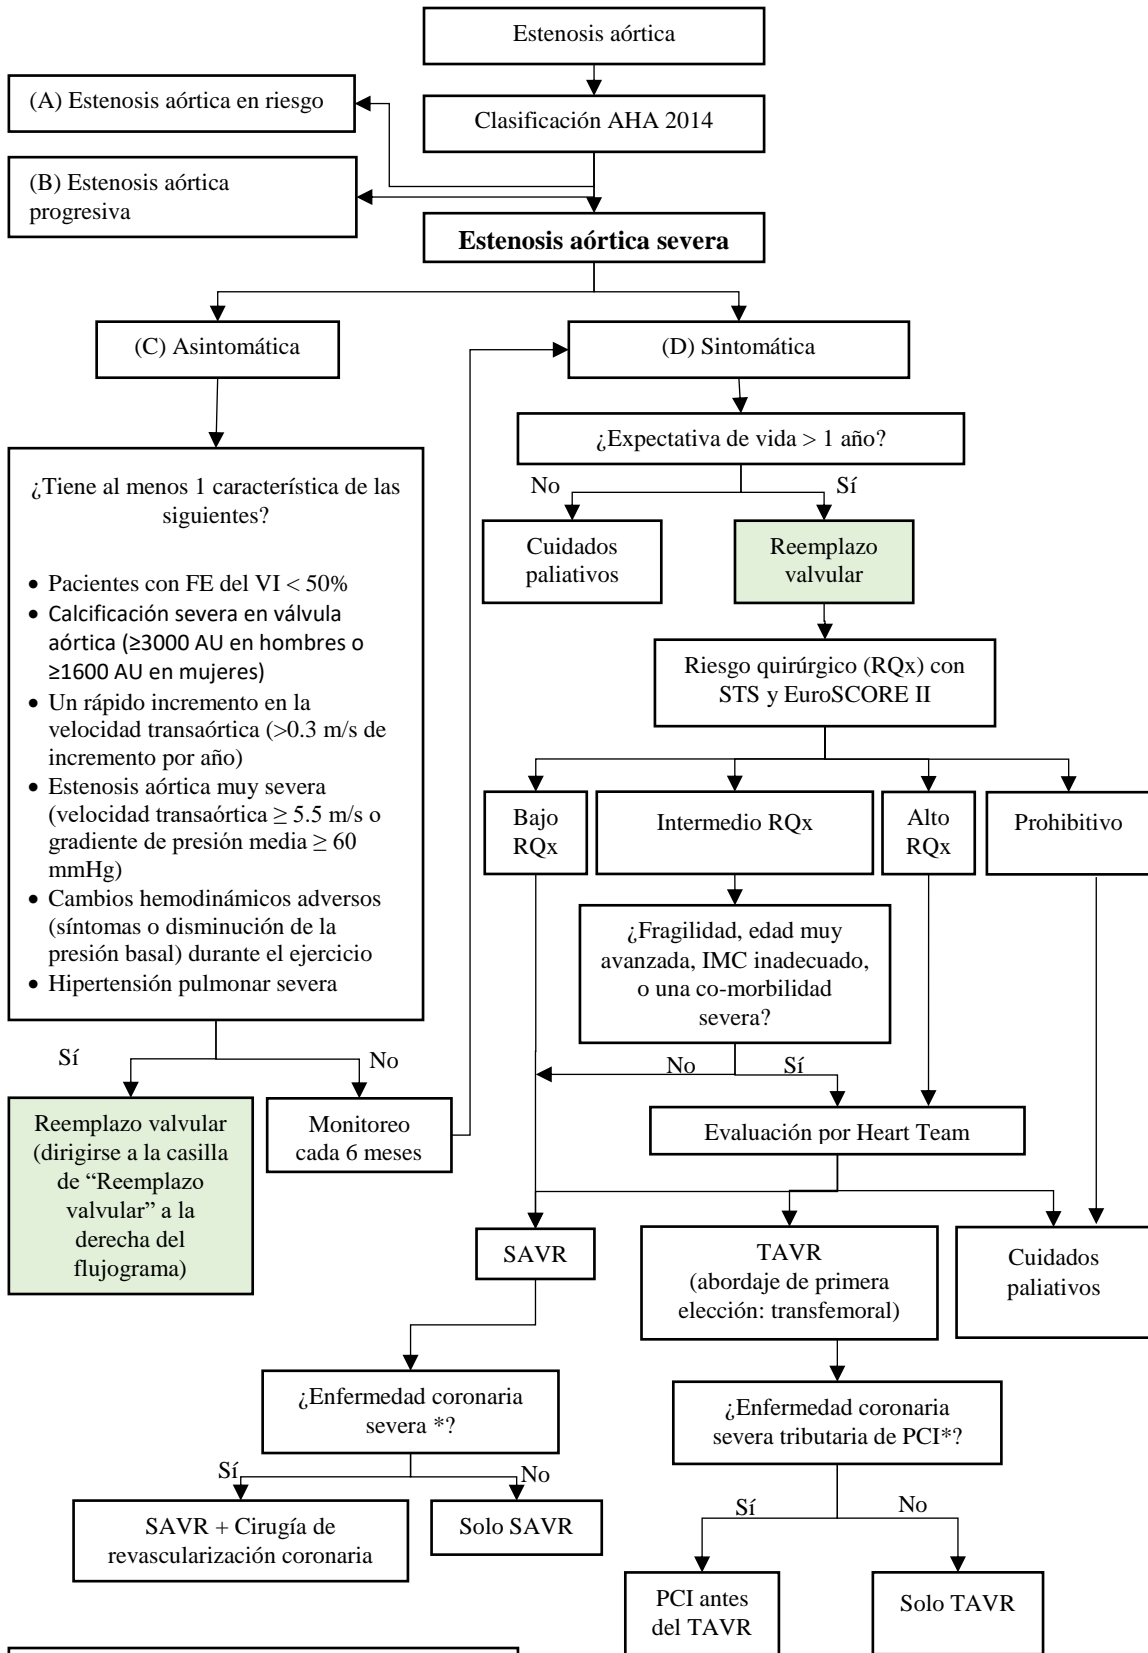 Estenosis aórtica
(A) Estenosis aórtica en riesgo
Clasificación AHA 2014
(B) Estenosis aórtica
progresiva
Estenosis aórtica severa
(C) Asintomática
(D) Sintomática
¿Expectativa de vida > 1 año?
No
Sí
Cuidados
paliativos
Reemplazo
valvular
¿Tiene al menos 1 característica de las
siguientes?
• Pacientes con FE del VI < 50%
• Calcificación severa en válvula
aórtica (≥3000 AU en hombres o
≥1600 AU en mujeres)
• Un rápido incremento en la
velocidad transaórtica (>0.3 m/s de
incremento por año)
• Estenosis aórtica muy severa
(velocidad transaórtica ≥ 5.5 m/s o
gradiente de presión media ≥ 60
mmHg)
• Cambios hemodinámicos adversos
(síntomas o disminución de la
presión basal) durante el ejercicio
• Hipertensión pulmonar severa
Sí
No
Reemplazo valvular
(dirigirse a la casilla
de “Reemplazo
valvular” a la
derecha del
flujograma)
Monitoreo
cada 6 meses
Riesgo quirúrgico (RQx) con
STS y EuroSCORE II
Bajo
RQx
Intermedio RQx
Alto
RQx
Prohibitivo
¿Fragilidad, edad muy
avanzada, IMC inadecuado,
o una co-morbilidad
severa?
No
Sí
Evaluación por Heart Team
SAVR
TAVR
(abordaje de primera
elección: transfemoral)
Cuidados
paliativos
¿Enfermedad coronaria
severa *?
Sí
No
SAVR + Cirugía de
revascularización coronaria
Solo SAVR
¿Enfermedad coronaria
severa tributaria de PCI*?
Sí
No
PCI antes
del TAVR
Solo TAVR